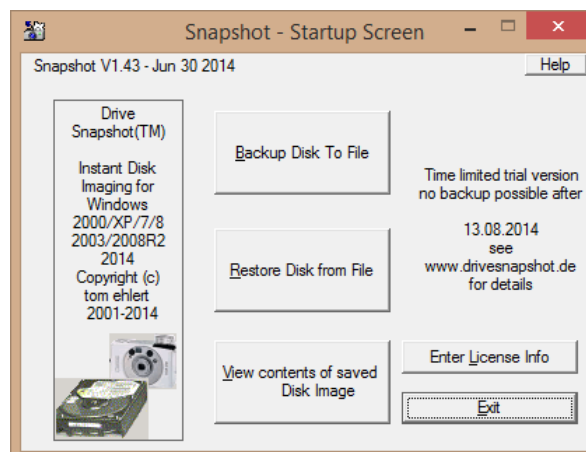 Snapshot - Startup Screen
Snapshot V1.43 - Jun 30 2014
Help
Drive
Snapshot(TM)
Instant Disk
Imaging for
Windows
2000/XP/7/8
2003/2008R2
2014
Copyright (c)
tom ehlert
2001-2014
Backup Disk To File
Restore Disk from File
View contents of saved
Disk Image
Time limited trial version
no backup possible after
13.08.2014
see
www.drivesnapshot.de
for details
Enter License Info
Exit